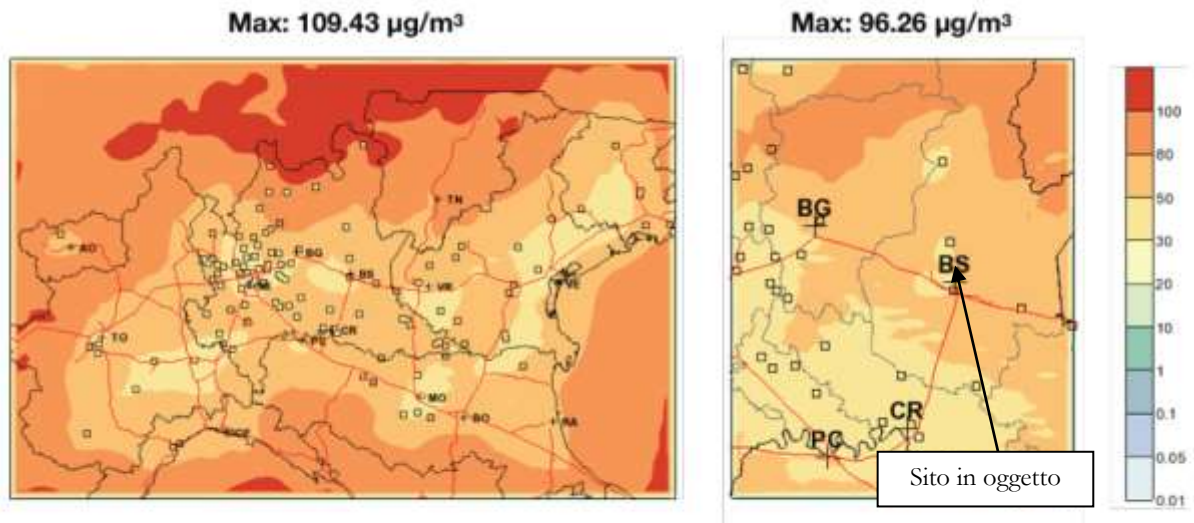 Max: 109.43 µg/m³
Max: 96.26 µg/m³
AO
TN
BG
BS
VR
VE
TO
CR
MO
BO
RA
BG
BS
CR
PC
Sito in oggetto
100
80
50
30
20
10
1
0.1
0.05
0.01